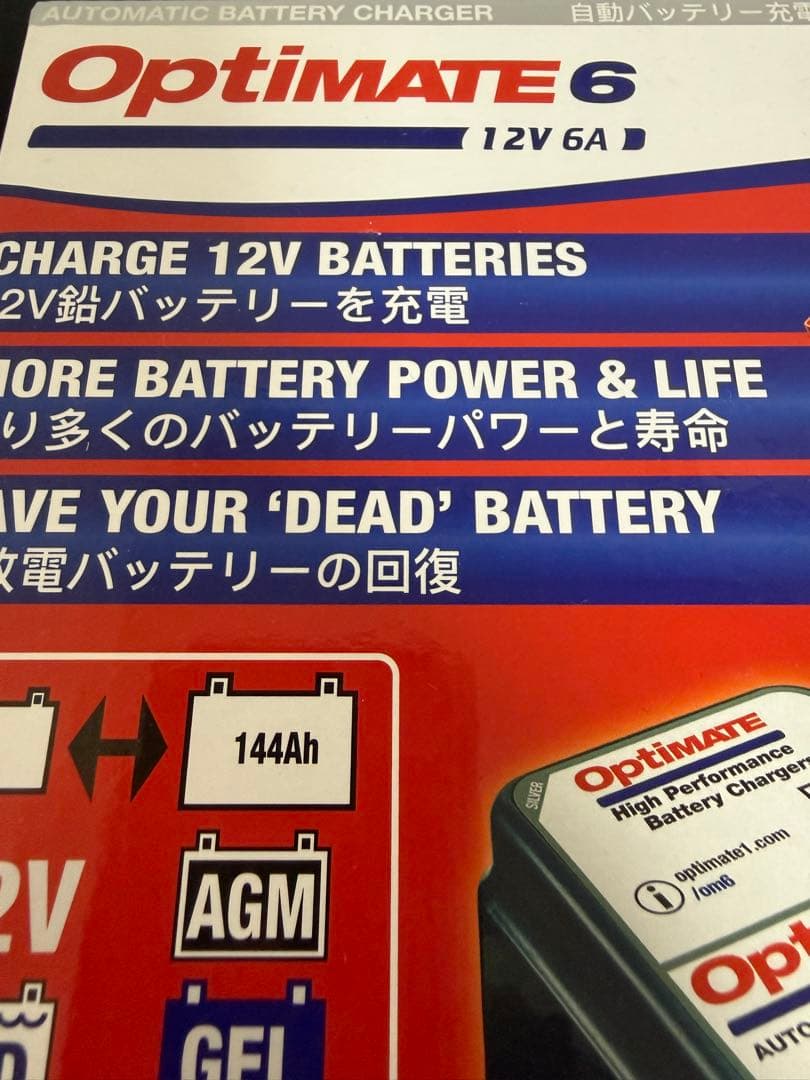 AUTOMATIC BATTERY CHARGER 自動バッテリー充電
OptiMATE 6
12V 6A
CHARGE 12V BATTERIES
2V鉛バッテリーを充電
MORE BATTERY POWER & LIFE
り多くのバッテリーパワーと寿命
AVE YOUR ‘DEAD’ BATTERY
放電バッテリーの回復
144Ah
AGM
2V
GEL
SILVER
OptiMATE
High Performance
Battery Chargers
optimate1.com
/om6
Opt
AUTO